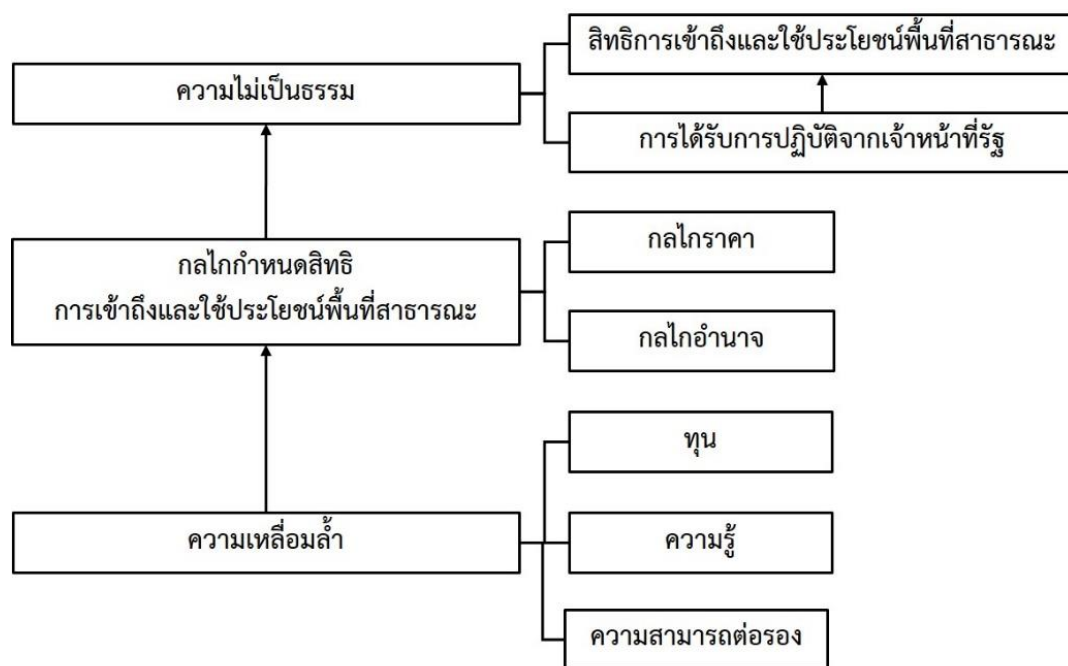 สิทธิการเข้าถึงและใช้ประโยชน์พื้นที่สาธารณะ
ความไม่เป็นธรรม
การได้รับการปฏิบัติจากเจ้าหน้าที่รัฐ
กลไกราคา
กลไกกำหนดสิทธิ
การเข้าถึงและใช้ประโยชน์พื้นที่สาธารณะ
กลไกอำนาจ
ทุน
ความเหลื่อมล้ำ
ความรู้
ความสามารถต่อรอง